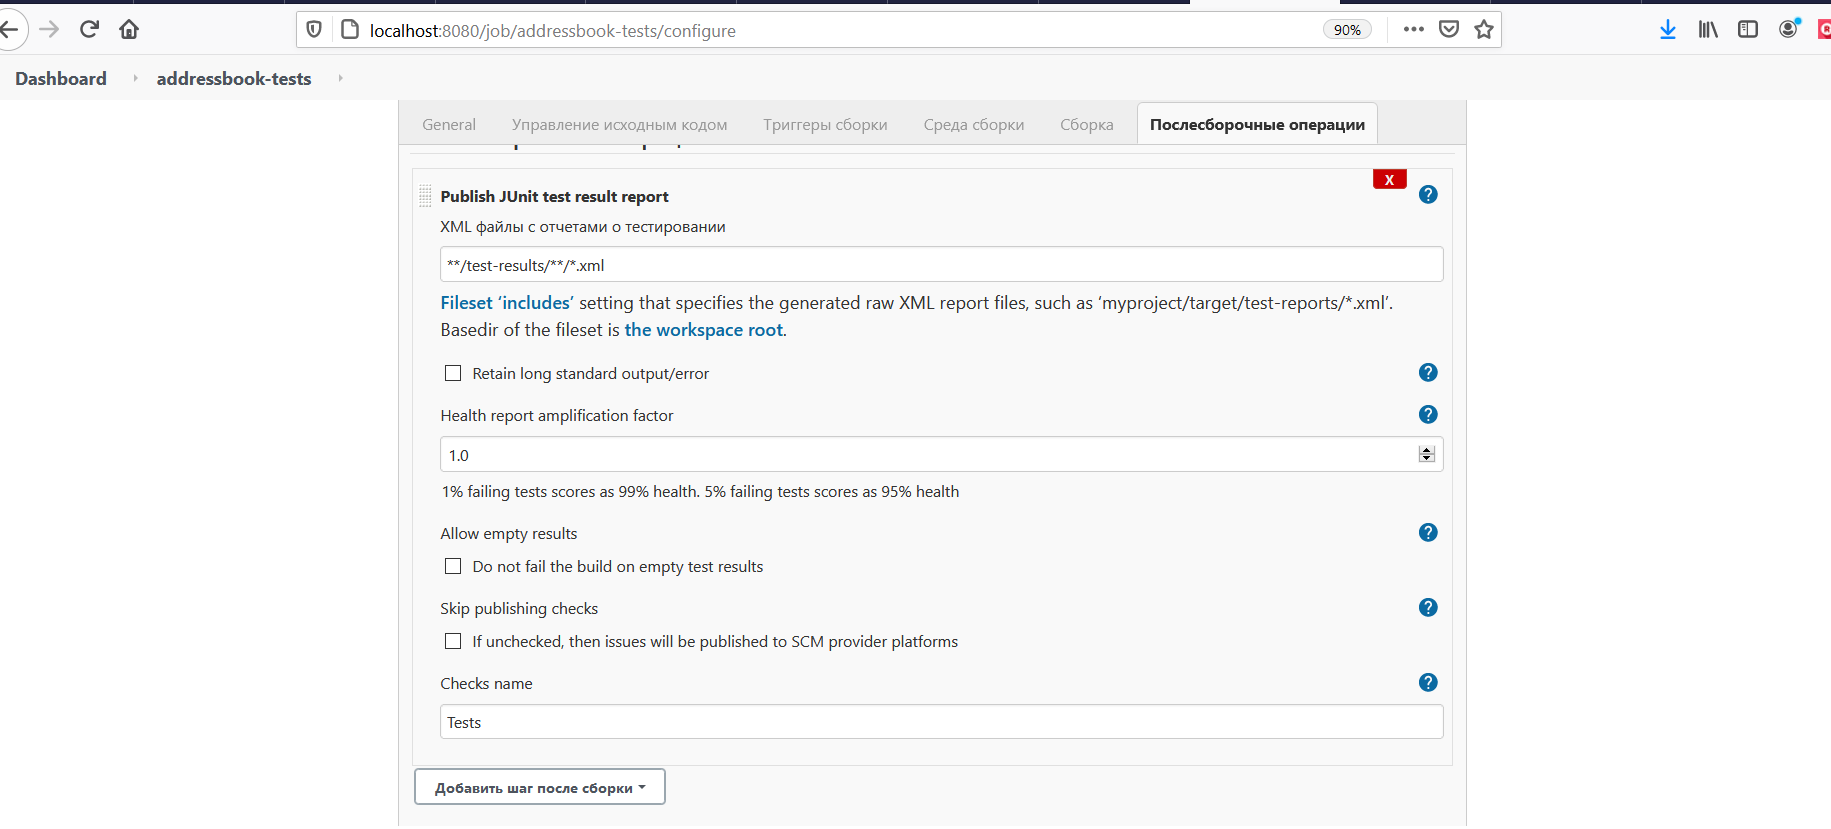 localhost:8080/job/addressbook-tests/configure
90%
Dashboard
addressbook-tests
General
Управление исходным кодом
Триггеры сборки
Среда сборки
Сборка
Послесборочные операции
X
Publish JUnit test result report
XML файлы с отчетами о тестировании
**/test-results/**/*.xml
Fileset ‘includes’ setting that specifies the generated raw XML report files, such as ‘myproject/target/test-reports/*.xml’.
Basedir of the fileset is the workspace root.
Retain long standard output/error
Health report amplification factor
1.0
1% failing tests scores as 99% health. 5% failing tests scores as 95% health
Allow empty results
Do not fail the build on empty test results
Skip publishing checks
If unchecked, then issues will be published to SCM provider platforms
Checks name
Tests
Добавить шаг после сборки